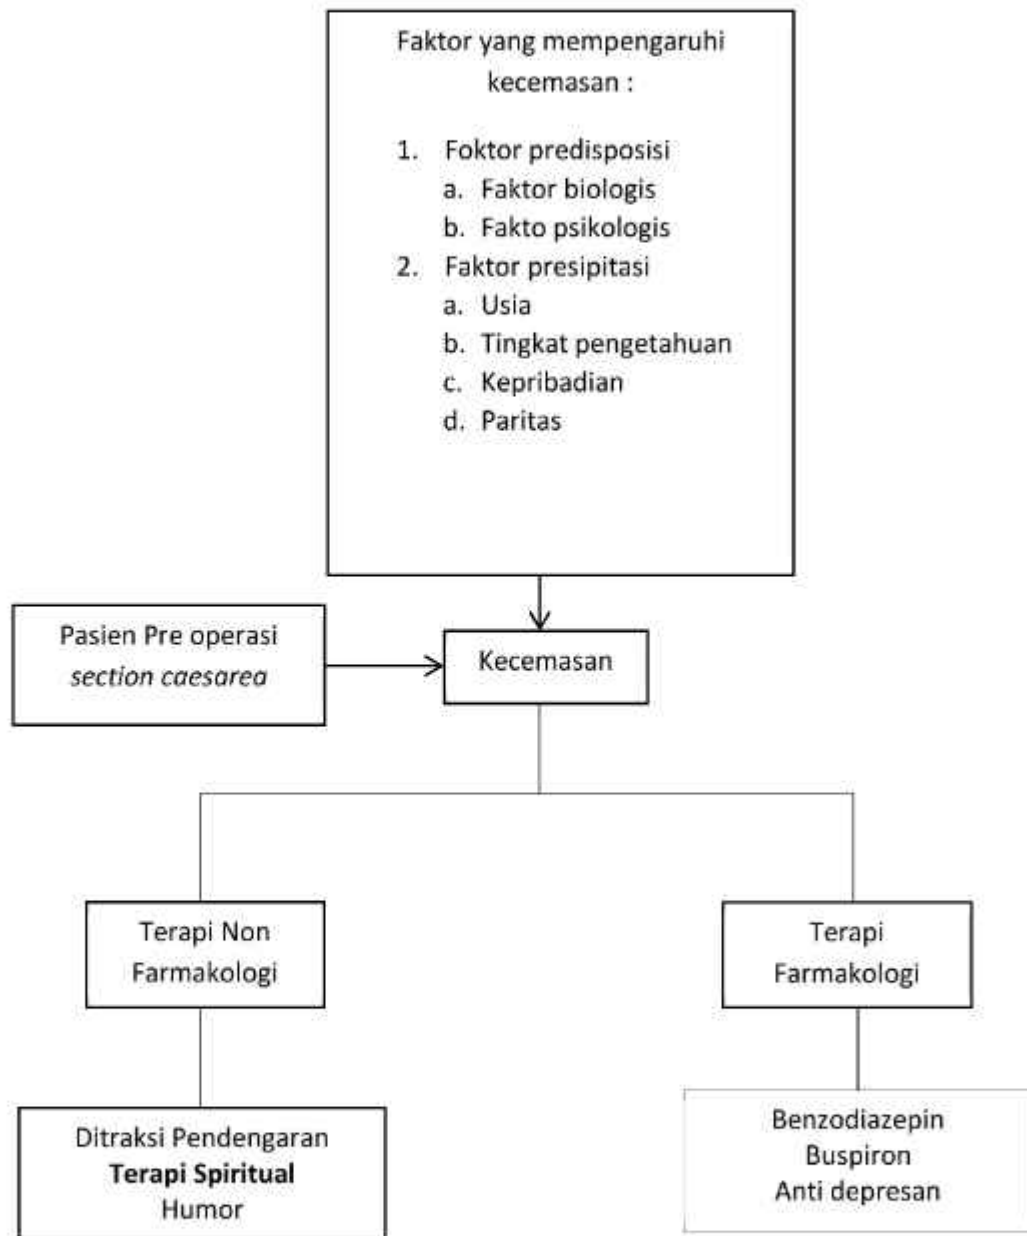 Faktor yang mempengaruhi
kecemasan :
1. Foktor predisposisi
a. Faktor biologis
b. Fakto psikologis
2. Faktor presipitasi
a. Usia
b. Tingkat pengetahuan
c. Kepribadian
d. Paritas
Pasien Pre operasi
section caesarea
Kecemasan
Terapi Non
Farmakologi
Terapi
Farmakologi
Ditraksi Pendengaran
Terapi Spiritual
Humor
Benzodiazepin
Buspiron
Anti depresan